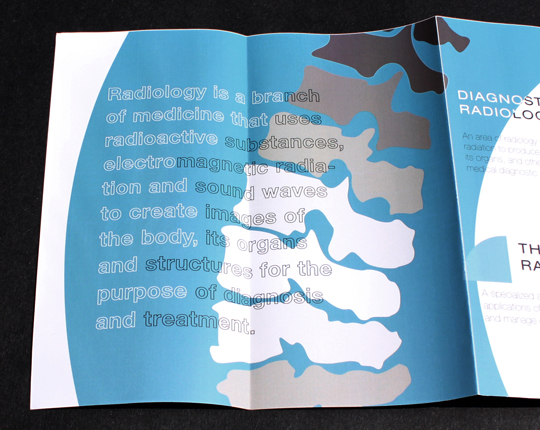 Radiology is a branch
of medicine that uses
radioactive substances,
electromagnetic radia-
tion and sound waves
to create images of
the body, its organs
and structures for the
purpose of diagnosis
and treatment.
DIAGNOST
RADIOLO
An area of radiology
radiation to produce
its organs, and othe
medical diagnostic
TH
RA
A specialized
applications of
and manage